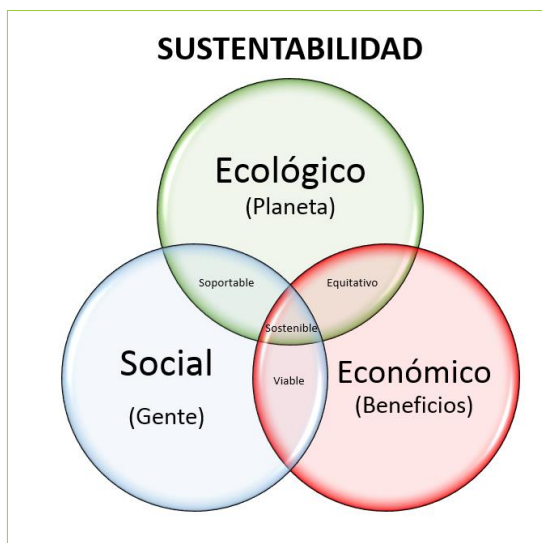 SUSTENTABILIDAD
Ecológico
(Planeta)
Soportable
Equitativo
Sostenible
Social
(Gente)
Viable
Económico
(Beneficios)